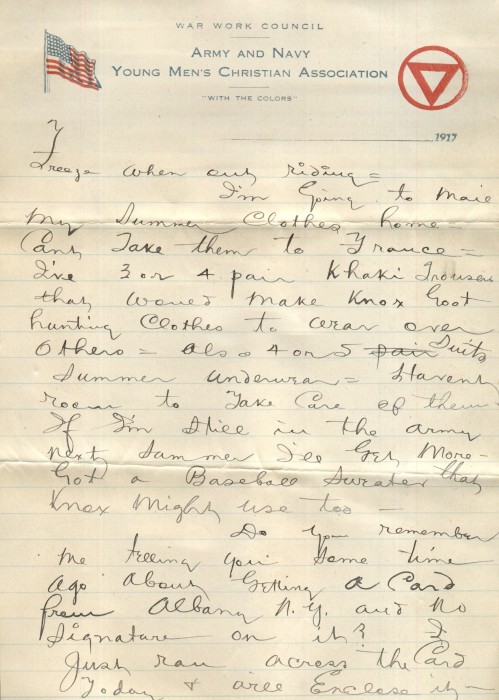 WAR WORK COUNCIL
ARMY AND NAVY
YOUNG MEN'S CHRISTIAN ASSOCIATION
"WITH THE COLORS"
1917
7
freeze when out riding =
I'm Going to mail
my Summer Clothes home -
Cant Take them to France =
I've 3 or 4 pair Khaki Trousers
that would make Knox Good
hunting Clothes to wear over
others = also 4 or 5 pair Suits
Summer underwear = Havent
room to Take Care of them
If I'm Still in the army
next Summer I'll Get More -
Got a Baseball Sweater that
Knox Might use too -
Do you remember
me telling you Some time
ago about Getting a Card
from Albany N.Y. and no
Signature on it? I
Just ran across the Card
Today & will Enclose it -